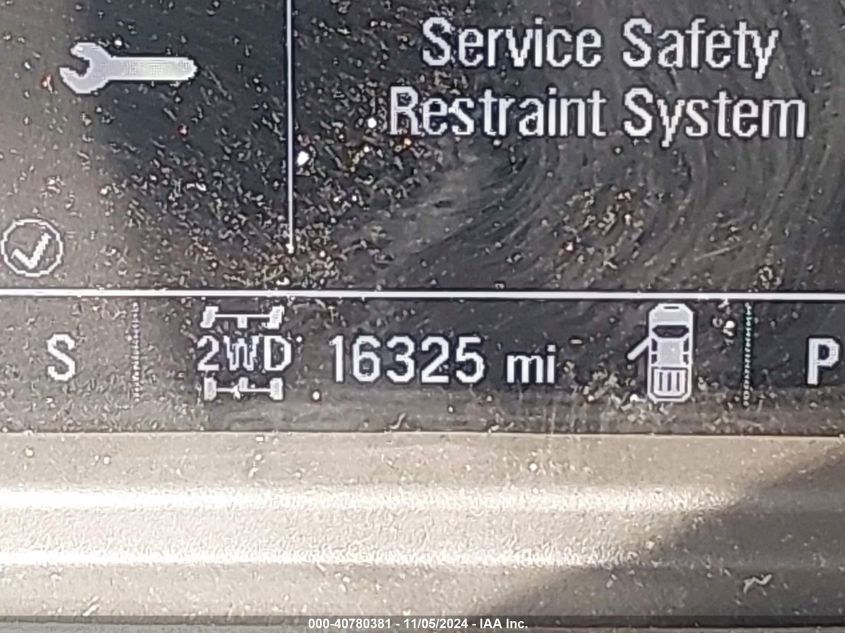 Service Safety
Restraint System
S 2WD 16325 mi P
000-40780381 - 11/05/2024 - IAA Inc.